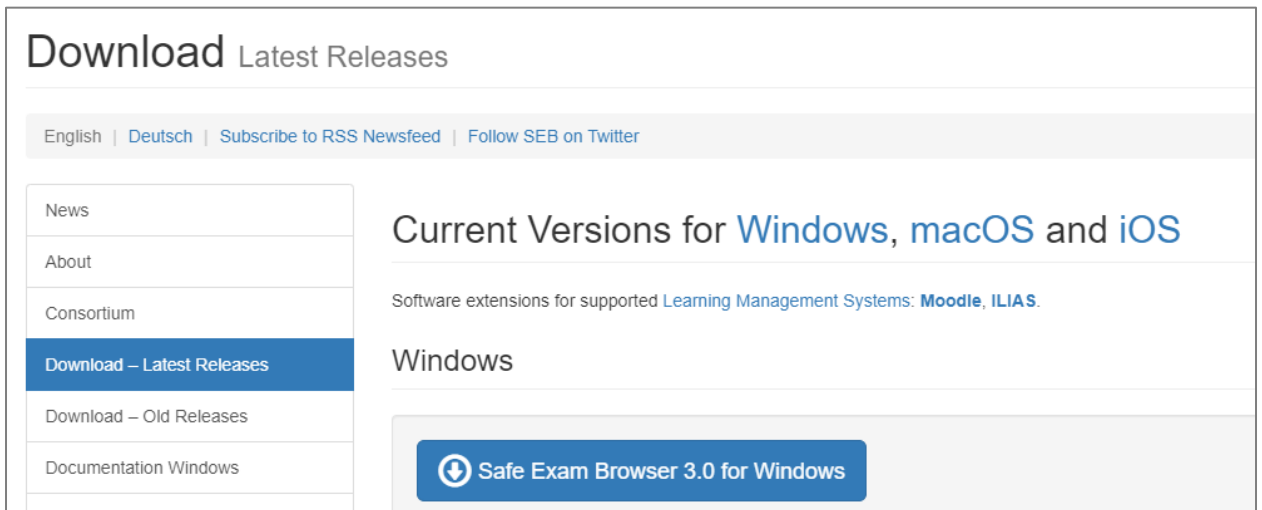 Download Latest Releases
English | Deutsch | Subscribe to RSS Newsfeed | Follow SEB on Twitter
News
About
Consortium
Download – Latest Releases
Download – Old Releases
Documentation Windows
Current Versions for Windows, macOS and iOS
Software extensions for supported Learning Management Systems: Moodle, ILIAS.
Windows
Safe Exam Browser 3.0 for Windows